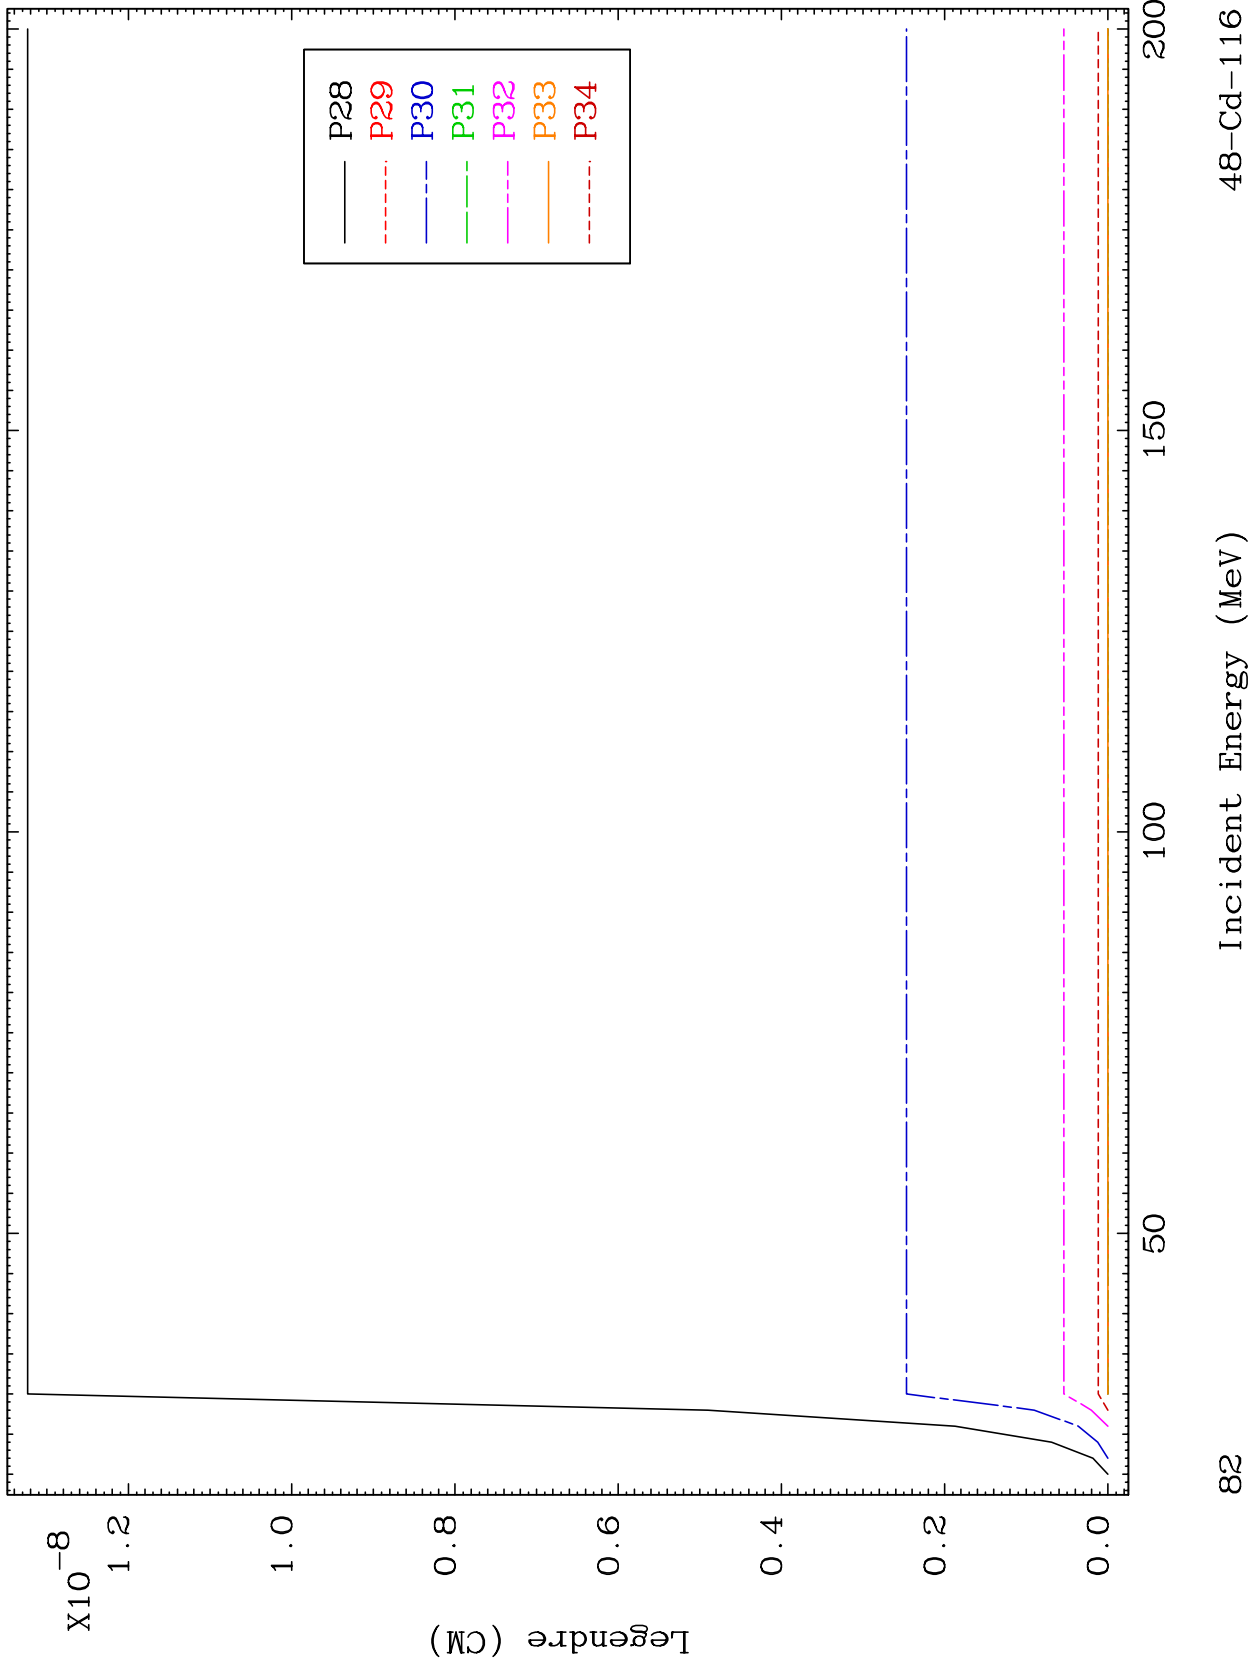 X10-8
1.2
1.0
0.8
0.6
0.4
0.2
0.0
Legendre (CM)
P28
P29
P30
P31
P32
P33
P34
50
100
150
200
82
Incident Energy (MeV)
48-Cd-116